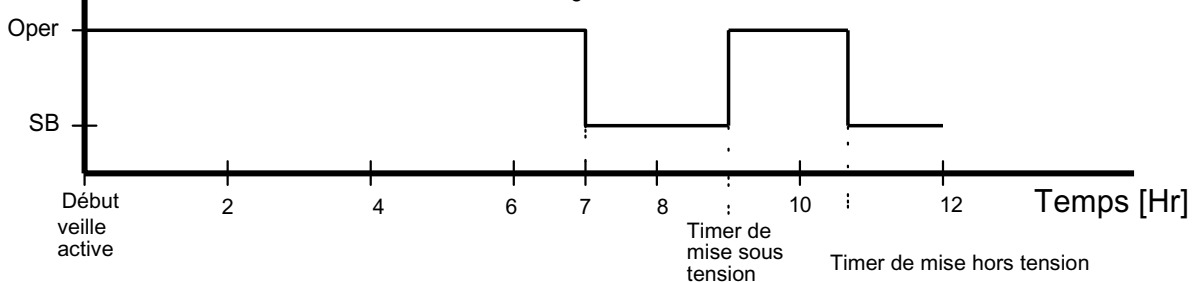 g
Oper
SB
Début
veille
active
2
4
6
7
8
10
12
Temps [Hr]
Timer de
mise sous
tension
Timer de mise hors tension